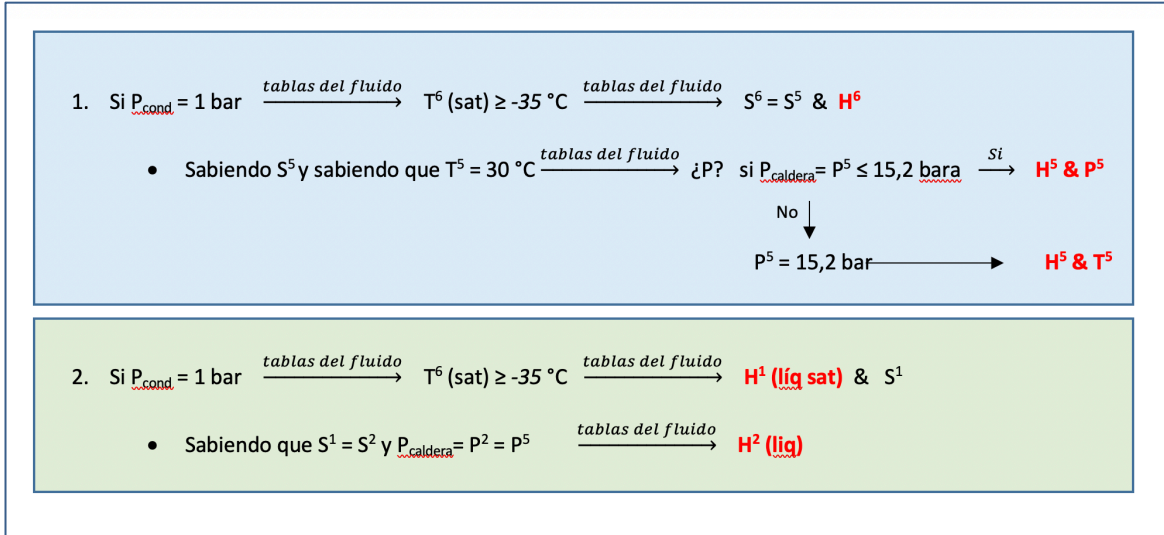 1. Si Pcond = 1 bar tablas del fluido T⁶ (sat) ≥ -35 °C tablas del fluido S⁶ = S⁵ & H⁶
• Sabiendo S⁵ y sabiendo que T⁵ = 30 °C tablas del fluido ¿P? si Pcaldera= P⁵ ≤ 15,2 bara Si H⁵ & P⁵
No
P⁵ = 15,2 bar H⁵ & T⁵
2. Si Pcond = 1 bar tablas del fluido T⁶ (sat) ≥ -35 °C tablas del fluido H¹ (líq sat) & S¹
• Sabiendo que S¹ = S² y Pcaldera= P² = P⁵ tablas del fluido H² (liq)